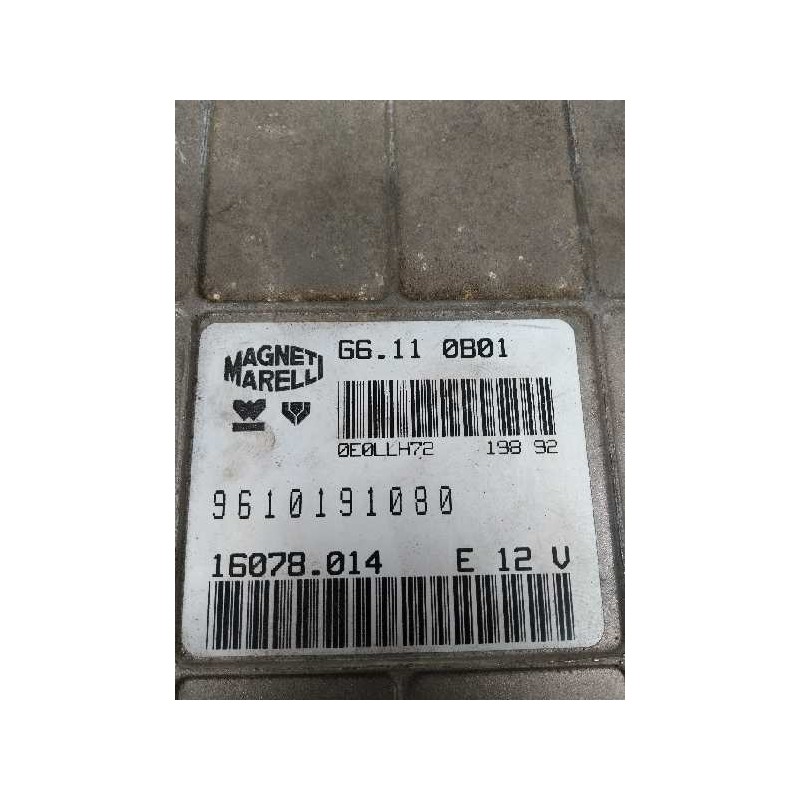 MAGNETI
MARELLI
G6.11 0B01
0E0LLH72 198 92
9610191080
16078.014 E 12 V